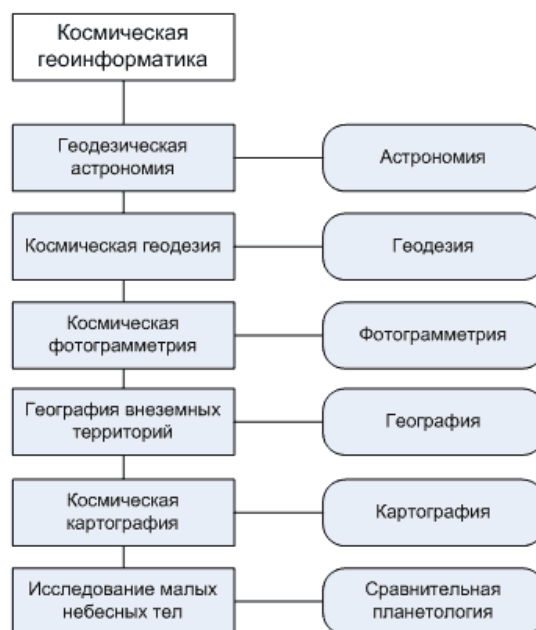 Космическая
геоинформатика
Геодезическая
астрономия
Астрономия
Космическая геодезия
Геодезия
Космическая
фотограмметрия
Фотограмметрия
География внеземных
территорий
География
Космическая
картография
Картография
Исследование малых
небесных тел
Сравнительная
планетология